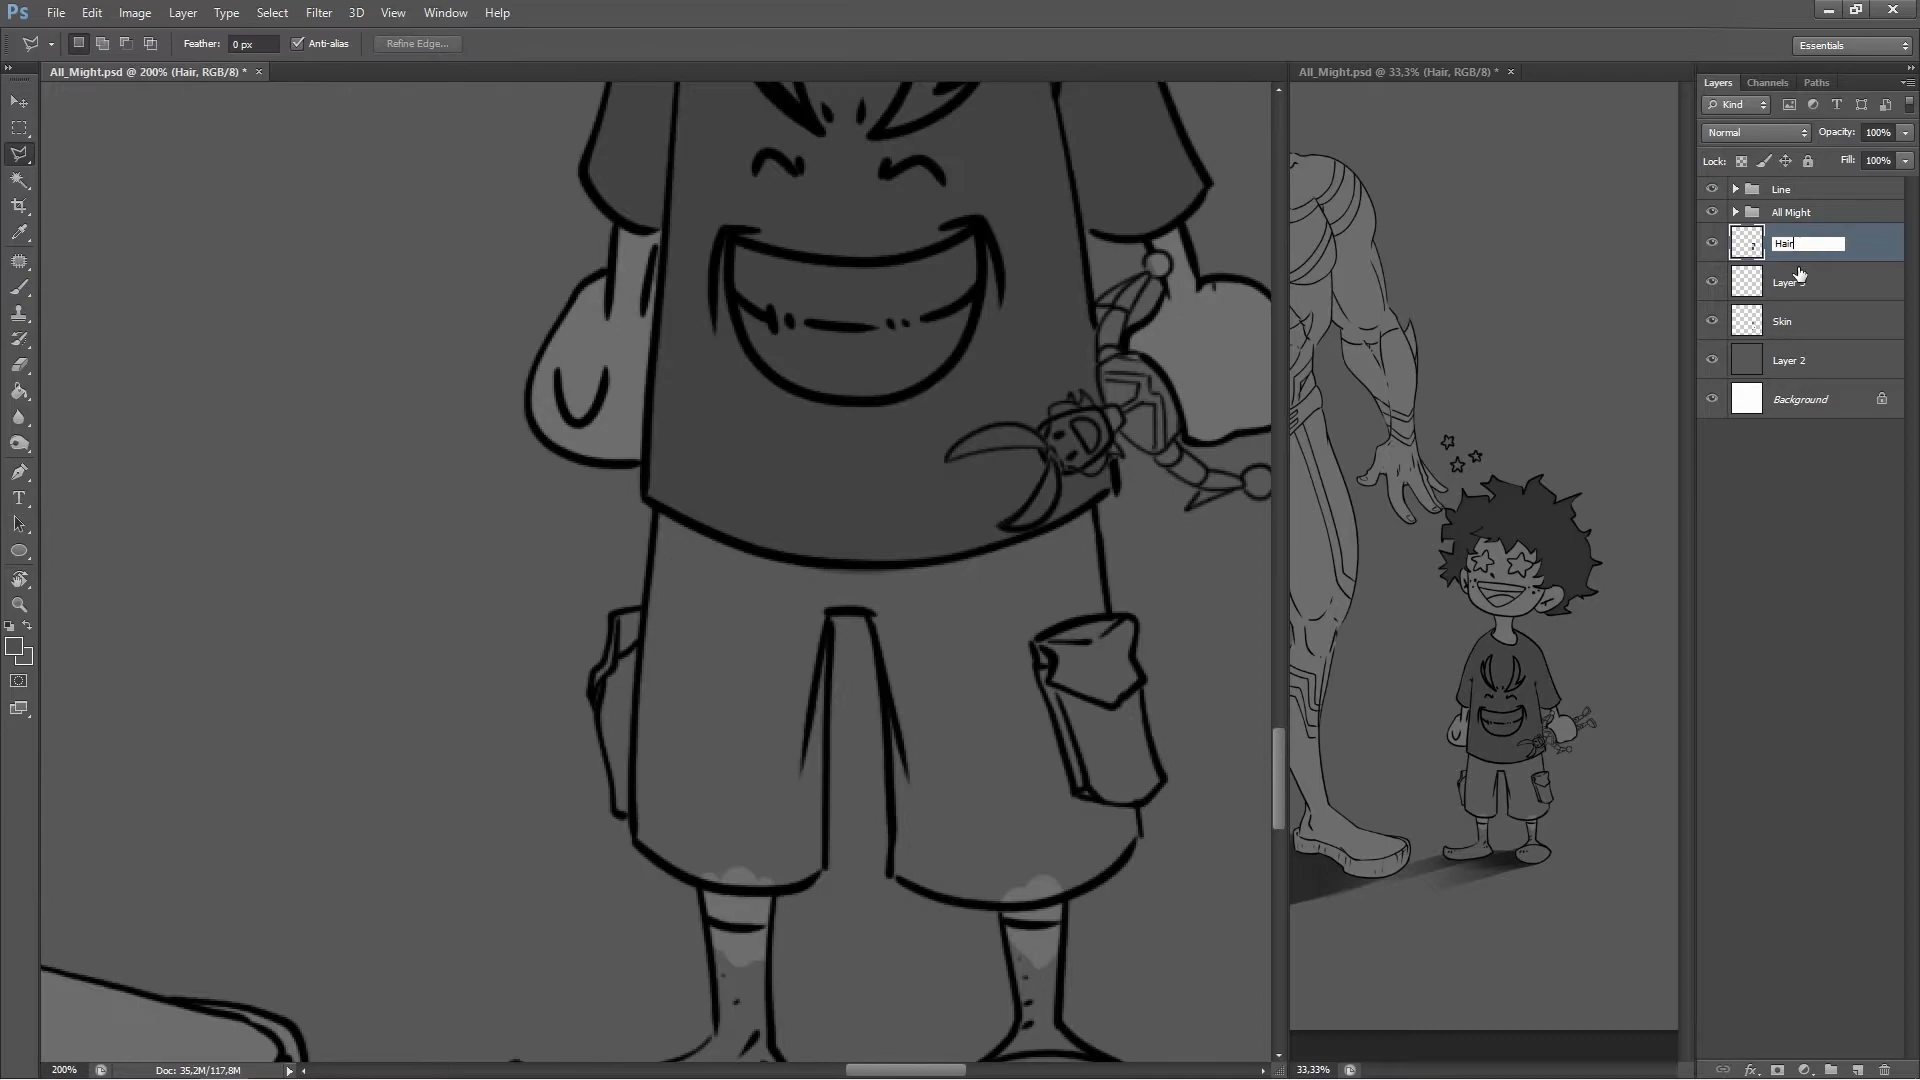 Ps File Edit Image Layer Type Select Filter 3D View Window Help
Feather: 0 px Anti-alias Refine Edge... Essentials
All_Might.psd @ 200% (Hair, RGB/8) * ×
All_Might.psd @ 33,3% (Hair, RGB/8) * ×
Layers Channels Paths
Kind
Normal Opacity: 100%
Lock: Fill: 100%
Line
All Might
Hair
Layer
Skin
Layer 2
Background
200% Doc: 35,2M/117,8M
33,33%